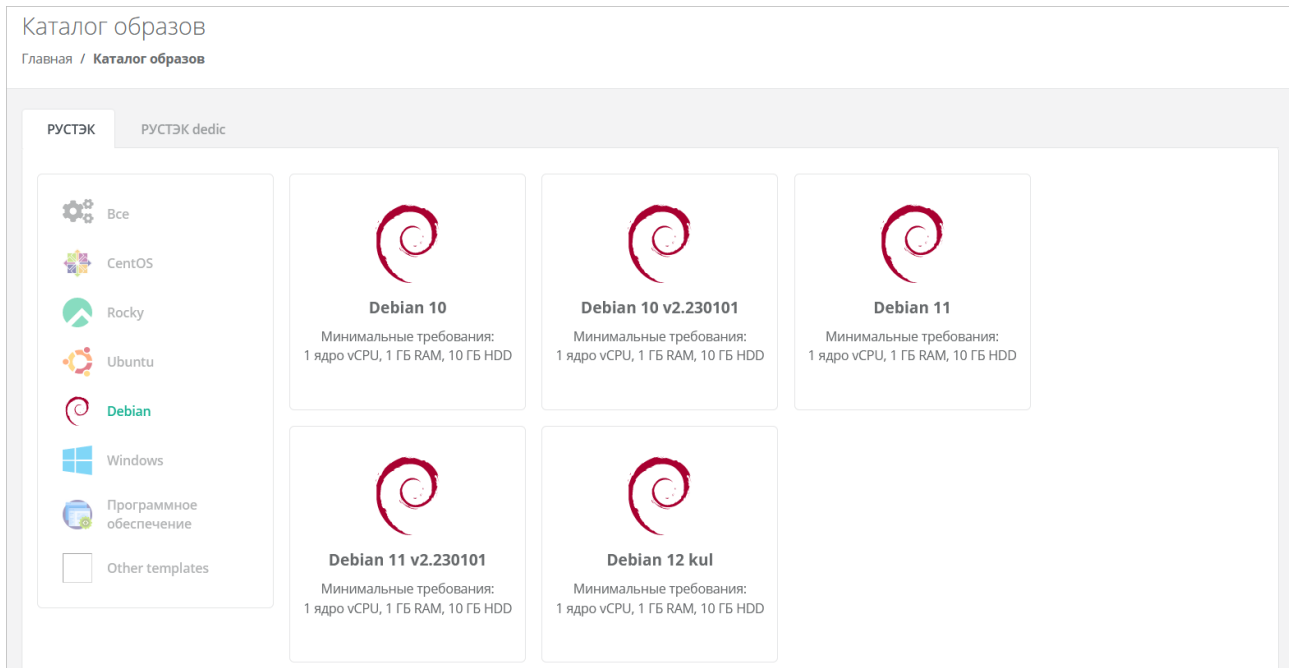 Каталог образов
Главная / Каталог образов
РУСТЭК
РУСТЭК dedic
Все
CentOS
Rocky
Ubuntu
Debian
Windows
Программное
обеспечение
Other templates
Debian 10
Минимальные требования:
1 ядро vCPU, 1 ГБ RAM, 10 ГБ HDD
Debian 10 v2.230101
Минимальные требования:
1 ядро vCPU, 1 ГБ RAM, 10 ГБ HDD
Debian 11
Минимальные требования:
1 ядро vCPU, 1 ГБ RAM, 10 ГБ HDD
Debian 11 v2.230101
Минимальные требования:
1 ядро vCPU, 1 ГБ RAM, 10 ГБ HDD
Debian 12 kul
Минимальные требования:
1 ядро vCPU, 1 ГБ RAM, 10 ГБ HDD